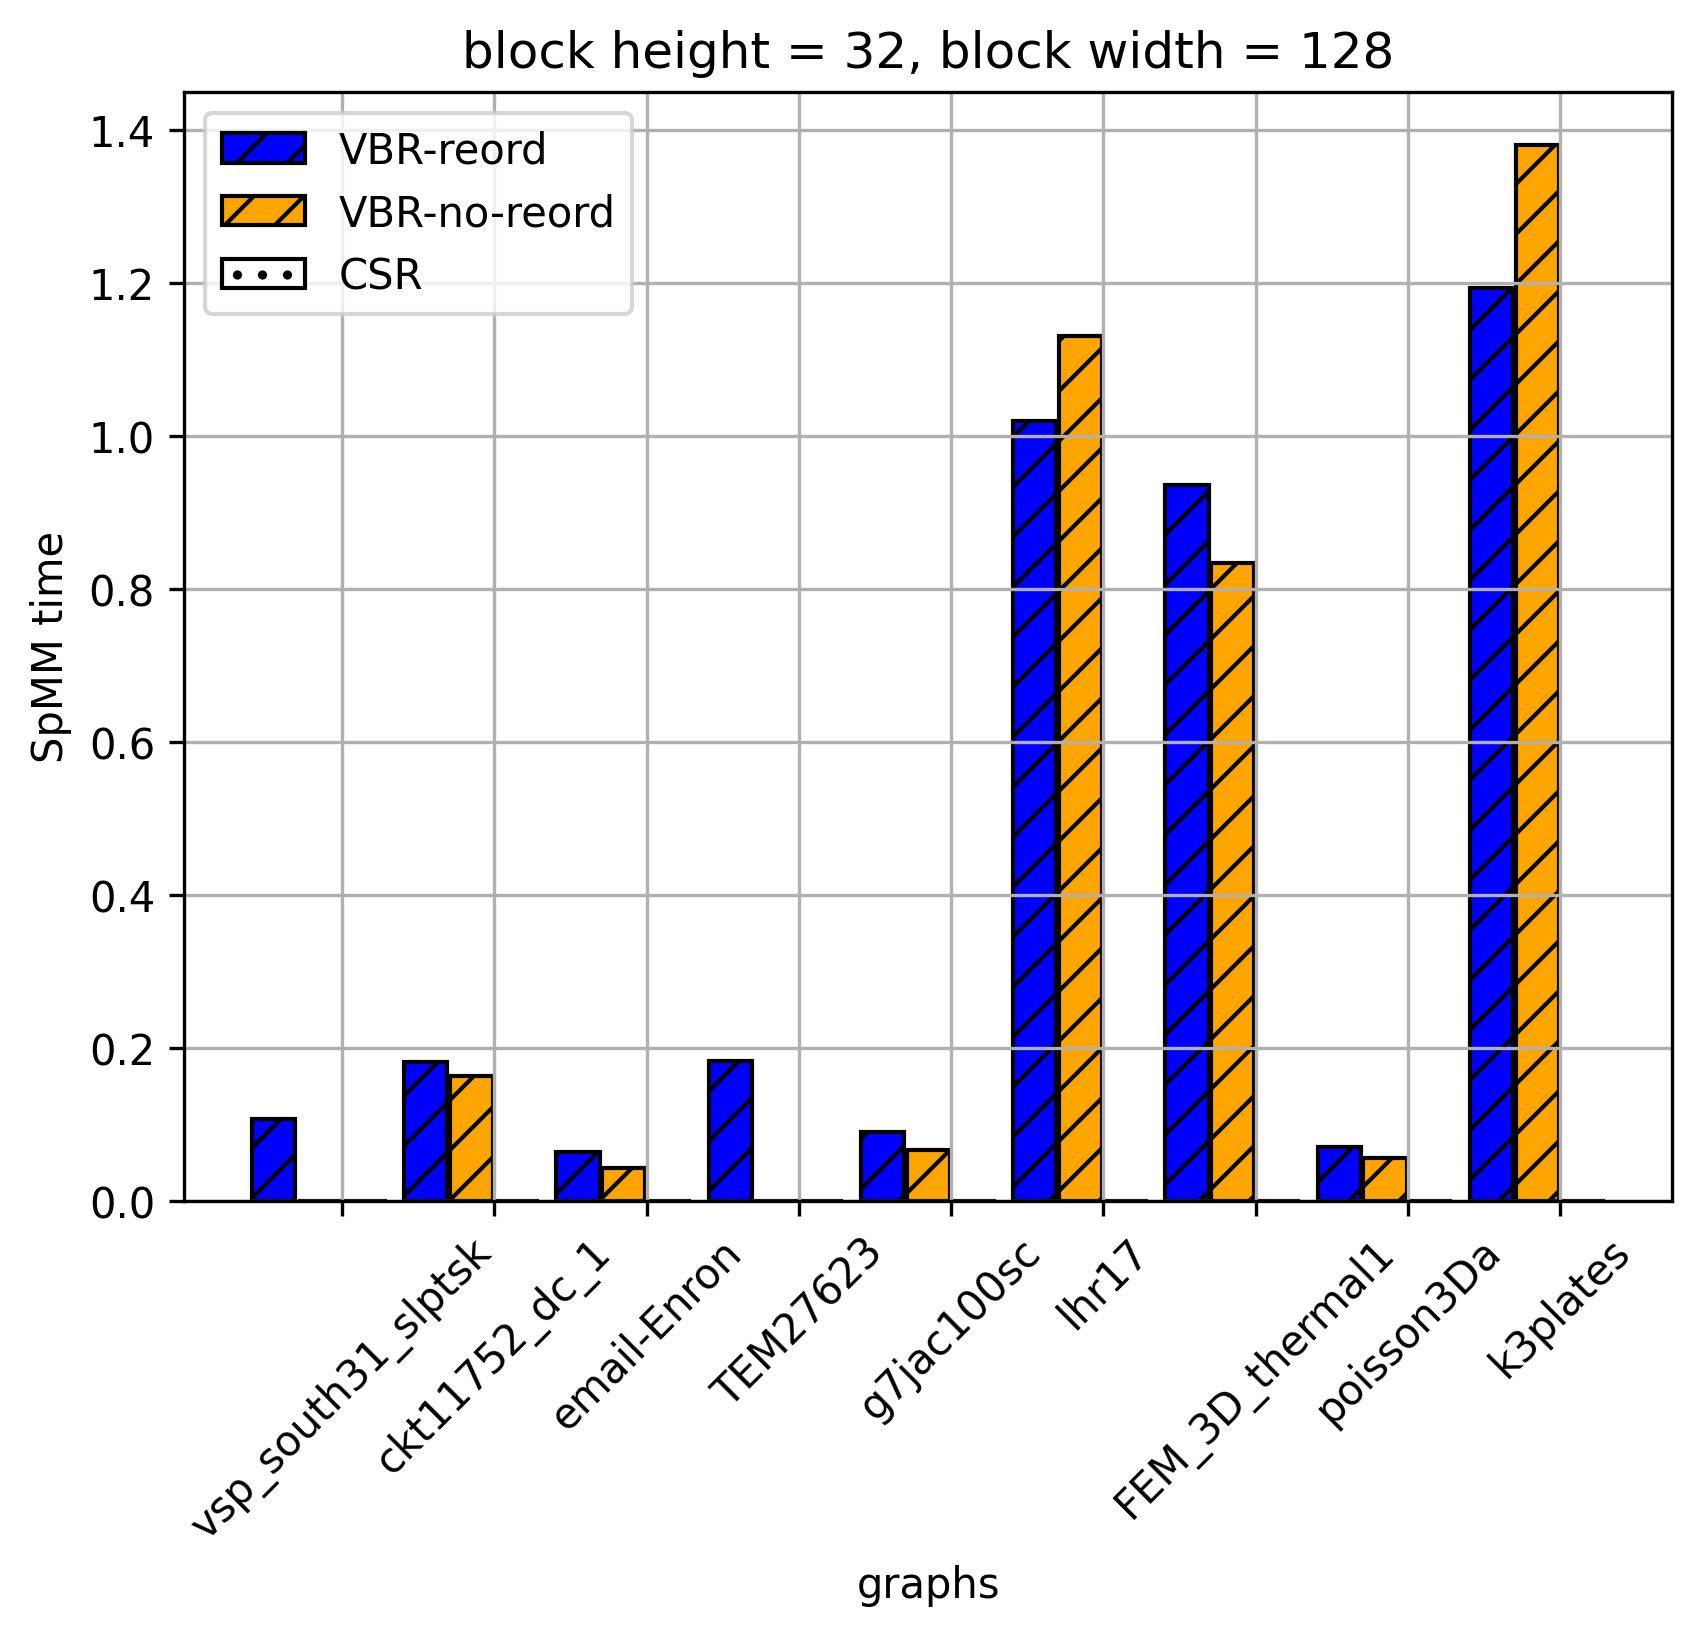 block height = 32, block width = 128
VBR-reord
VBR-no-reord
CSR
1.4
1.2
1.0
0.8
0.6
0.4
0.2
0.0
SpMM time
vsp_south31_slptsk
ckt11752_dc_1
email-Enron
TEM27623
g7jac100sc
lhr17
FEM_3D_thermal1
poisson3Da
k3plates
graphs